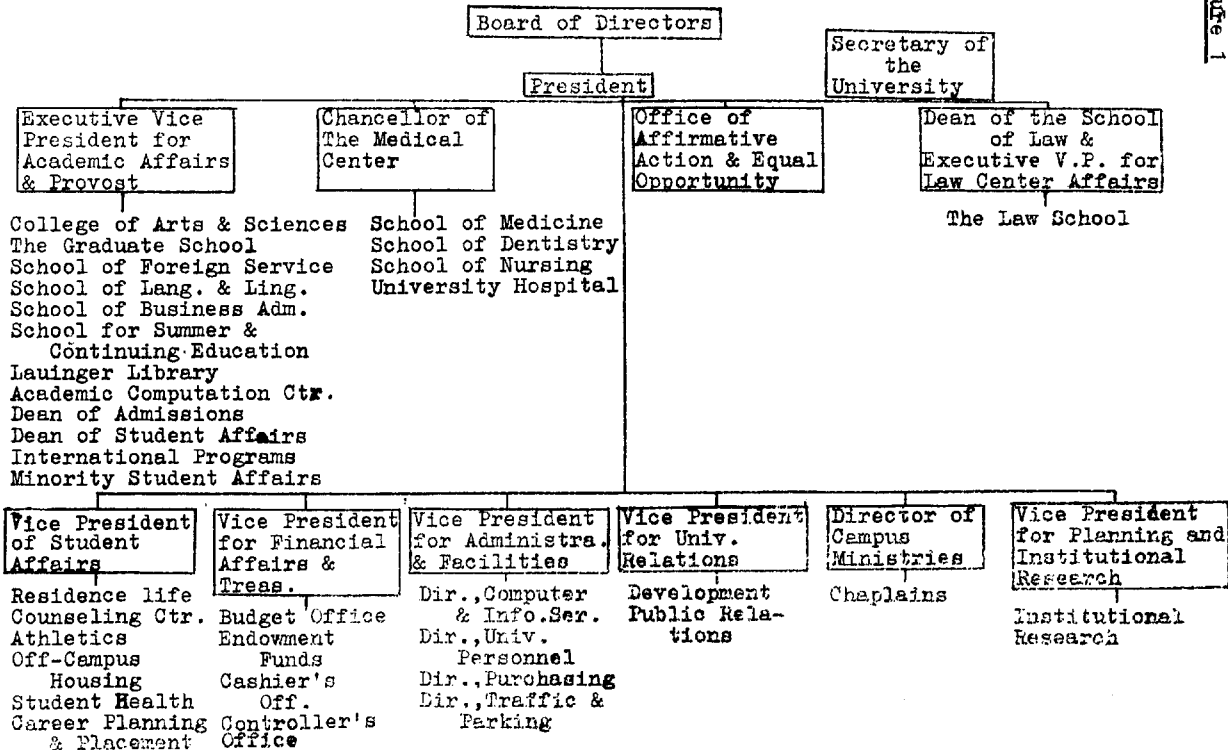 ure 1
Board of Directors
Secretary of
the
University
President
Executive Vice
President for
Academic Affairs
& Provost
Chancellor of
The Medical
Center
Office of
Affirmative
Action & Equal
Opportunity
Dean of the School
of Law &
Executive V.P. for
Law Center Affairs
College of Arts & Sciences
The Graduate School
School of Foreign Service
School of Lang. & Ling.
School of Business Adm.
School for Summer &
Continuing Education
Lauinger Library
Academic Computation Ctr.
Dean of Admissions
Dean of Student Affairs
International Programs
Minority Student Affairs
School of Medicine
School of Dentistry
School of Nursing
University Hospital
The Law School
Vice President
of Student
Affairs
Vice President
for Financial
Affairs &
Treas.
Vice President
for Administra.
& Facilities
Vice President
for Univ.
Relations
Director of
Campus
Ministries
Vice President
for Planning and
Institutional
Research
Residence life
Counseling Ctr.
Athletics
Off-Campus
Housing
Student Health
Career Planning
& Placement
Budget Office
Endowment
Funds
Cashier's
Off.
Controller's
Office
Dir.,Computer
& Info.Ser.
Dir.,Univ.
Personnel
Dir.,Purchasing
Dir.,Traffic &
Parking
Development
Public Rela-
tions
Chaplains
Institutional
Research